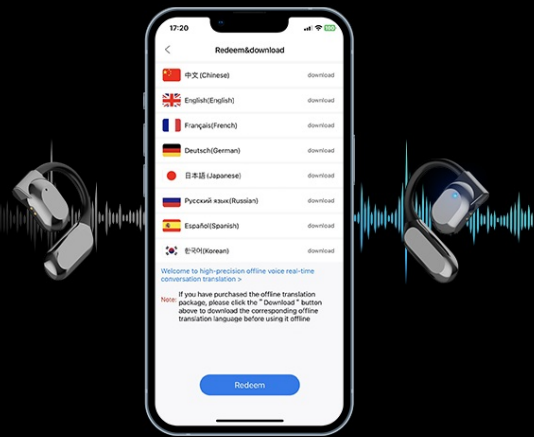 17:20
Redeem&download
中文 (Chinese) download
English(English) download
Français(French) download
Deutsch(German) download
日本語 (Japanese) download
Русский язык(Russian) download
Español(Spanish) download
한국어(Korean) download
Welcome to high-precision offline voice real-time
conversation translation >
Note: If you have purchased the offline translation
package, please click the " Download " button
above to download the corresponding offline
translation language before using it offline
Redeem